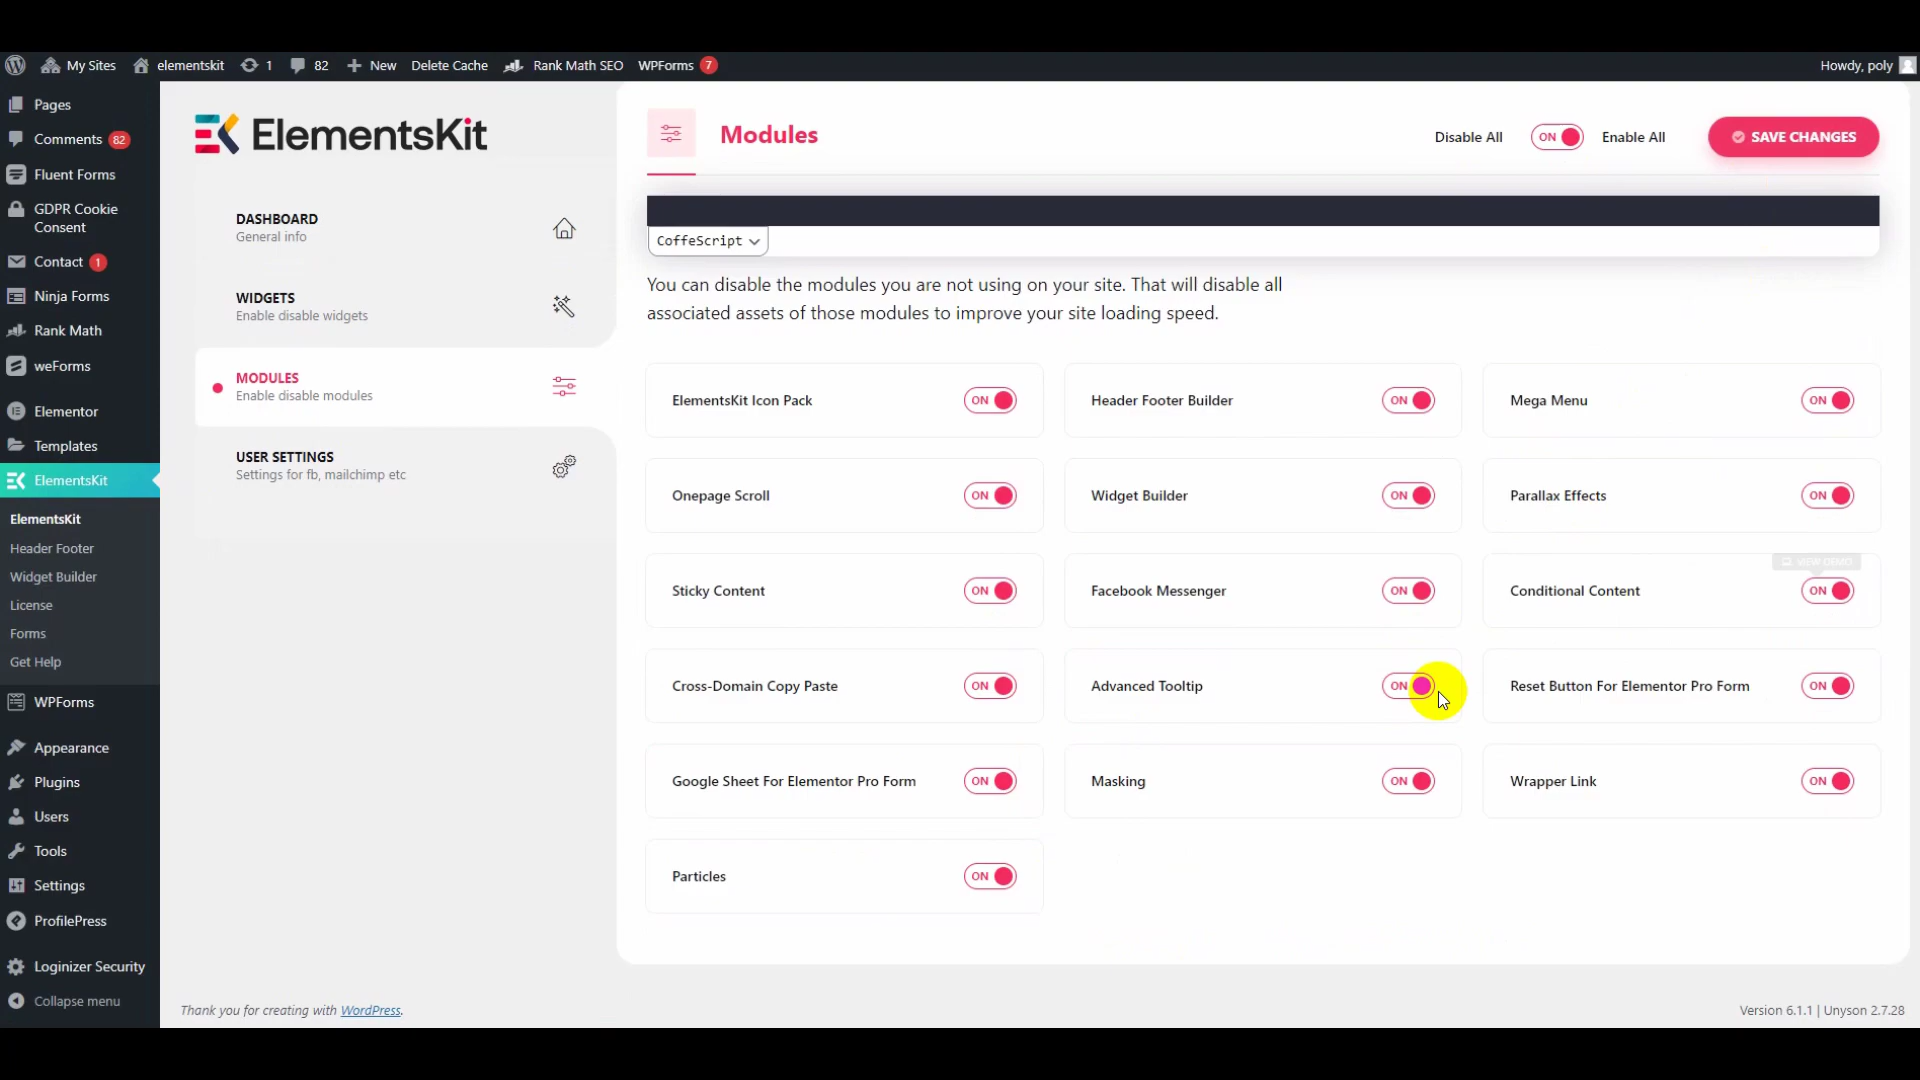 My Sites
elementskit
1
82
New
Delete Cache
Rank Math SEO
WPForms 7
Howdy, poly
Pages
Comments 82
Fluent Forms
GDPR Cookie
Consent
Contact 1
Ninja Forms
Rank Math
weForms
Elementor
Templates
ElementsKit
ElementsKit
Header Footer
Widget Builder
License
Forms
Get Help
WPForms
Appearance
Plugins
Users
Tools
Settings
ProfilePress
Loginizer Security
Collapse menu
ElementsKit
DASHBOARD
General info
WIDGETS
Enable disable widgets
MODULES
Enable disable modules
USER SETTINGS
Settings for fb, mailchimp etc
Modules
Disable All
ON
Enable All
SAVE CHANGES
CoffeScript
You can disable the modules you are not using on your site. That will disable all
associated assets of those modules to improve your site loading speed.
ElementsKit Icon Pack ON
Header Footer Builder ON
Mega Menu ON
Onepage Scroll ON
Widget Builder ON
Parallax Effects ON
VIEW DEMO
Sticky Content ON
Facebook Messenger ON
Conditional Content ON
Cross-Domain Copy Paste ON
Advanced Tooltip ON
Reset Button For Elementor Pro Form ON
Google Sheet For Elementor Pro Form ON
Masking ON
Wrapper Link ON
Particles ON
Thank you for creating with WordPress.
Version 6.1.1 | Unyson 2.7.28